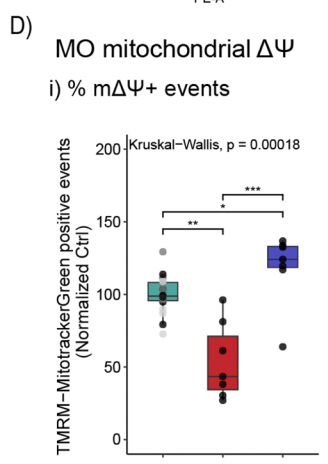 D)
MO mitochondrial ΔΨ
i) % mΔΨ+ events
TMRM−MitotrackerGreen positive events
(Normalized Ctrl)
200
150
100
50
0
Kruskal−Wallis, p = 0.00018
***
*
**